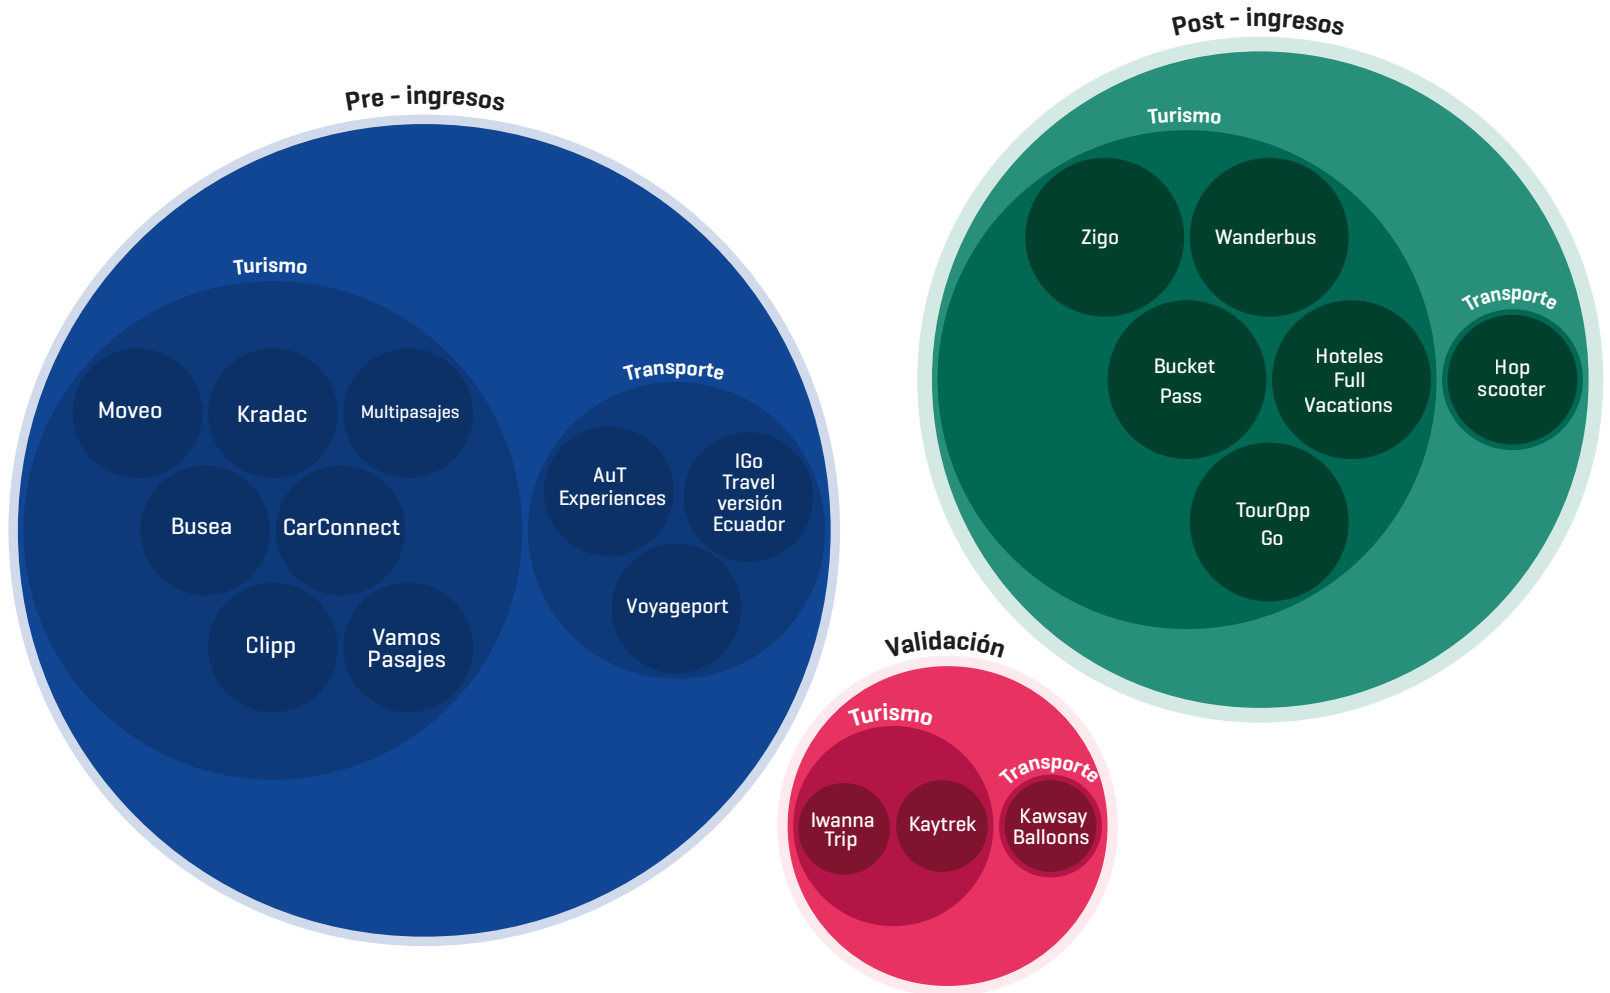 Pre - ingresos
Turismo
Moveo
Kradac
Multipasajes
Busea
CarConnect
Clipp
Vamos
Pasajes
Transporte
AuT
Experiences
IGo
Travel
versión
Ecuador
Voyageport
Post - ingresos
Turismo
Zigo
Wanderbus
Bucket
Pass
Hoteles
Full
Vacations
TourOpp
Go
Transporte
Hop
scooter
Validación
Turismo
Iwanna
Trip
Kaytrek
Transporte
Kawsay
Balloons